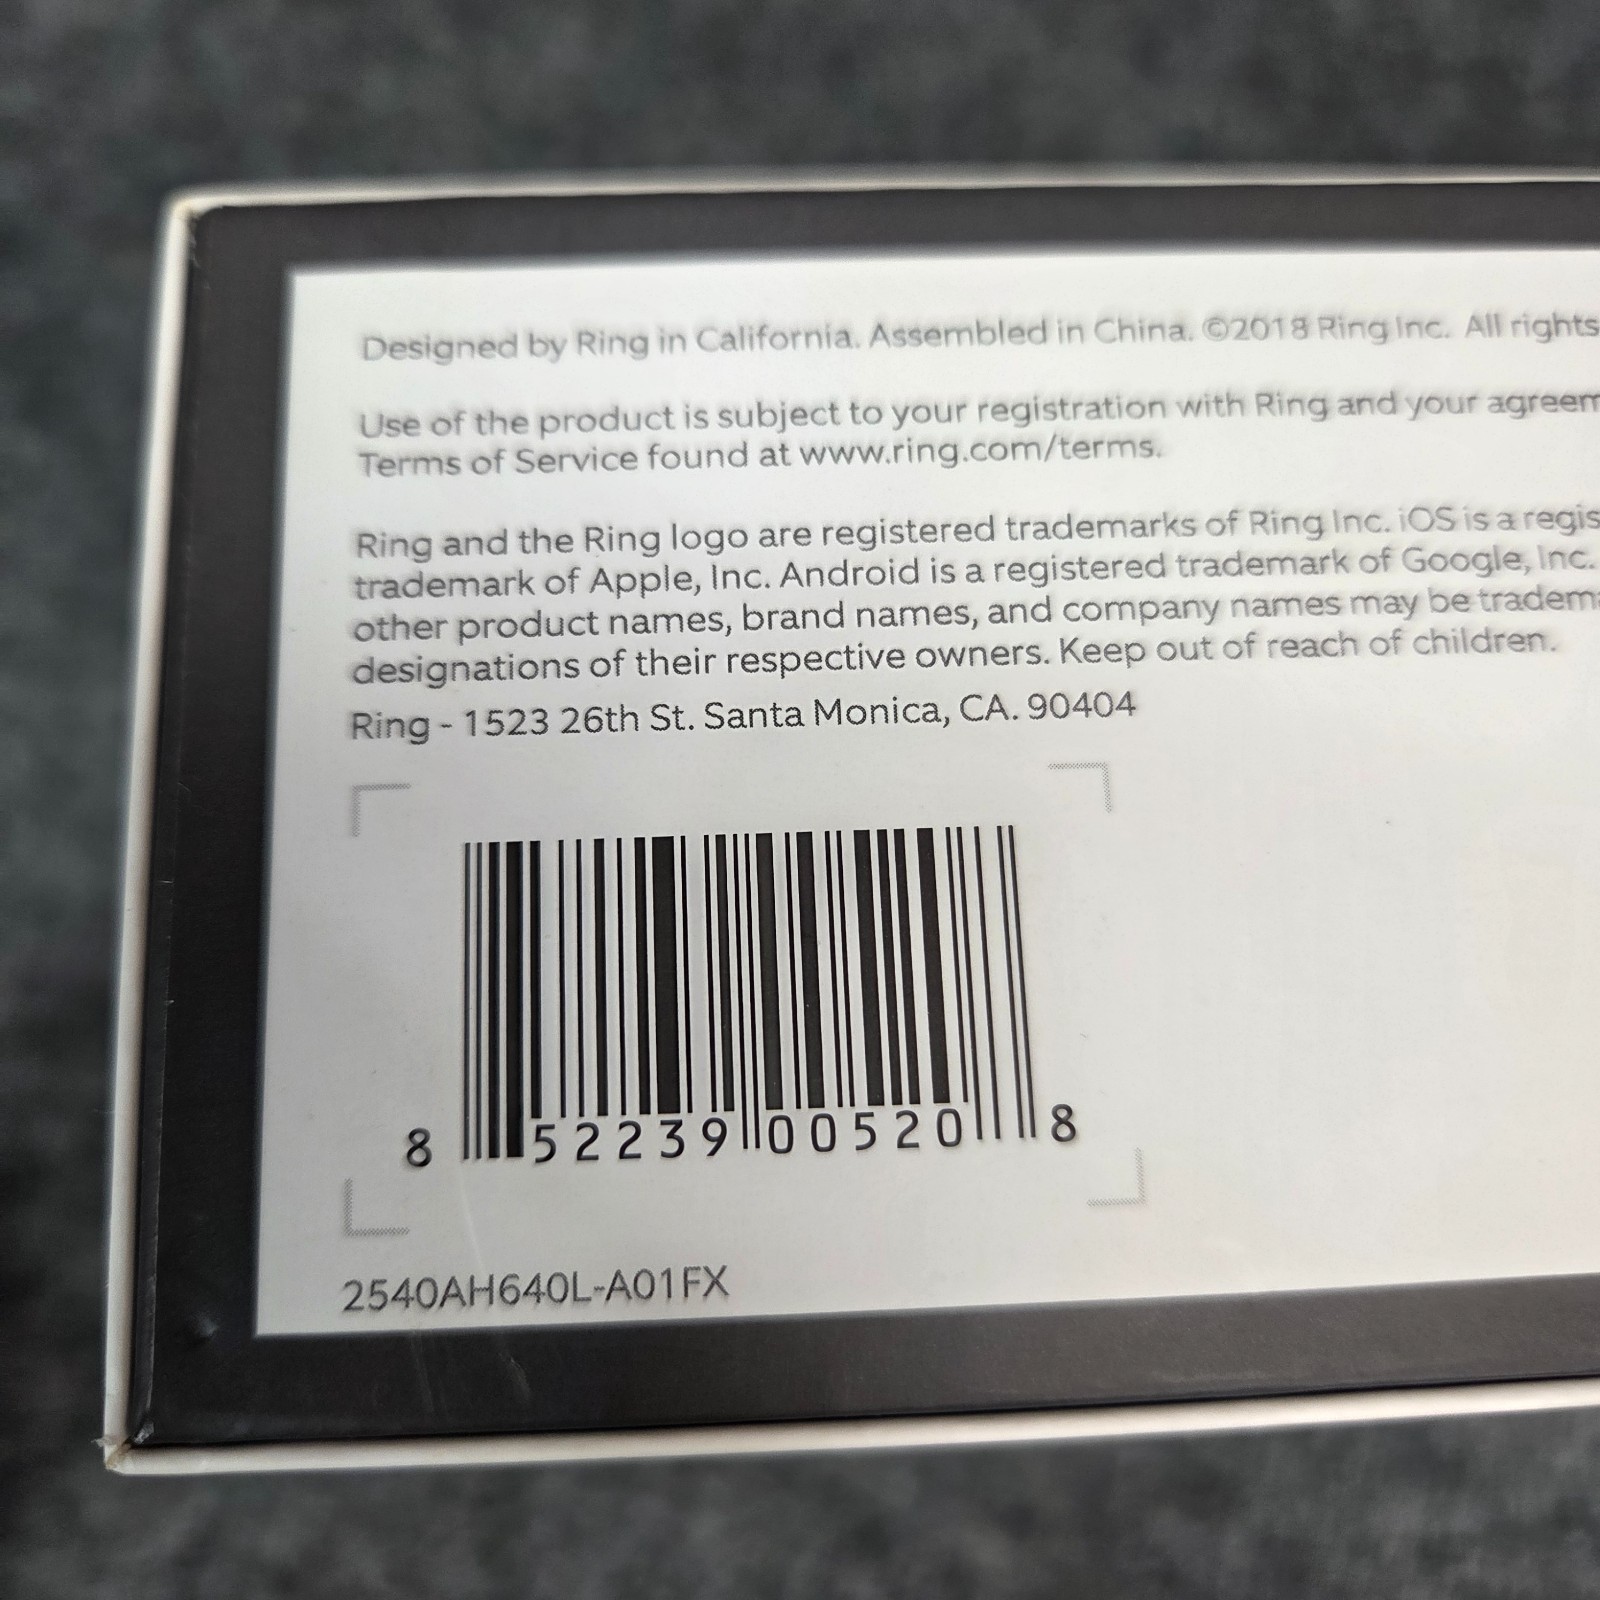 Designed by Ring in California. Assembled in China. ©2018 Ring Inc. All rights
Use of the product is subject to your registration with Ring and your agreem
Terms of Service found at www.ring.com/terms.
Ring and the Ring logo are registered trademarks of Ring Inc. iOS is a regis
trademark of Apple, Inc. Android is a registered trademark of Google, Inc.
other product names, brand names, and company names may be tradema
designations of their respective owners. Keep out of reach of children.
Ring - 1523 26th St. Santa Monica, CA. 90404
8 52239 00520 8
2540AH640L-A01FX